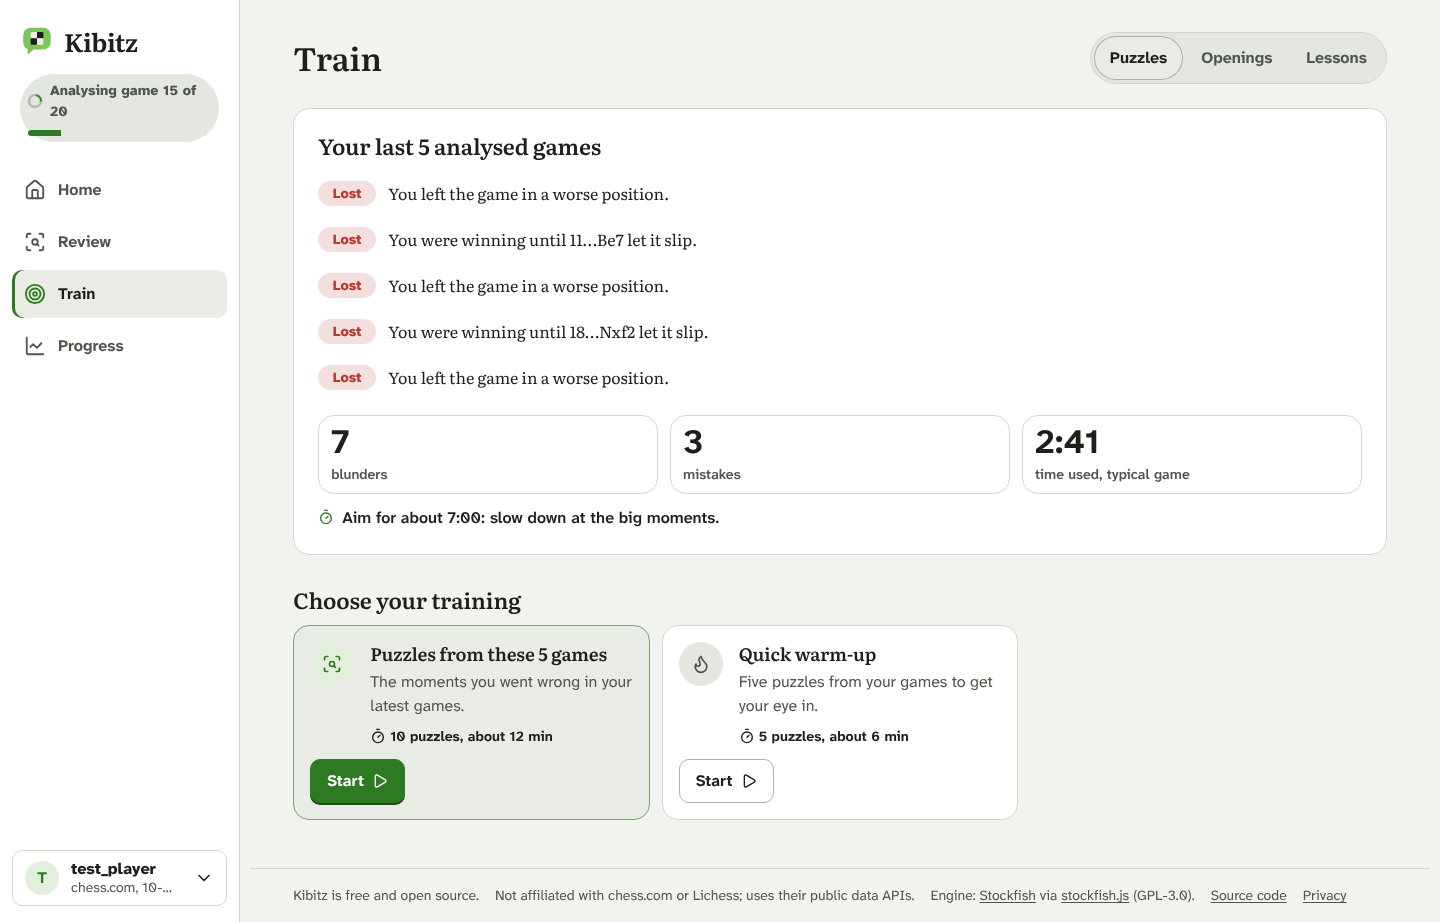 Kibitz
Analysing game 15 of
20
Home
Review
Train
Progress
test_player
chess.com, 10-...
T
Train
Puzzles
Openings
Lessons
Your last 5 analysed games
Lost You left the game in a worse position.
Lost You were winning until 11...Be7 let it slip.
Lost You left the game in a worse position.
Lost You were winning until 18...Nxf2 let it slip.
Lost You left the game in a worse position.
7
blunders
3
mistakes
2:41
time used, typical game
Aim for about 7:00: slow down at the big moments.
Choose your training
Puzzles from these 5 games
The moments you went wrong in your
latest games.
10 puzzles, about 12 min
Start
Quick warm-up
Five puzzles from your games to get
your eye in.
5 puzzles, about 6 min
Start
Kibitz is free and open source. Not affiliated with chess.com or Lichess; uses their public data APIs. Engine: Stockfish via stockfish.js (GPL-3.0). Source code Privacy